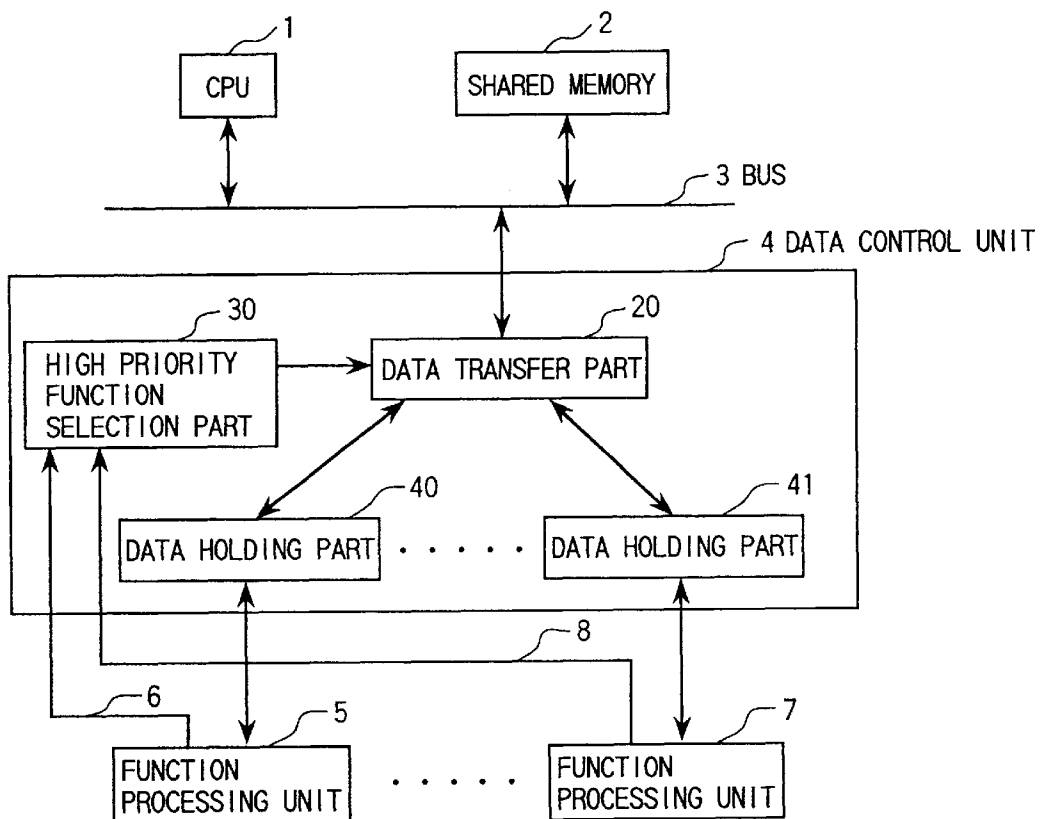 1
2
CPU
SHARED MEMORY
3 BUS
4 DATA CONTROL UNIT
30
20
HIGH PRIORITY
FUNCTION
SELECTION PART
DATA TRANSFER PART
40
41
DATA HOLDING PART
. . . . .
DATA HOLDING PART
8
6
5
7
FUNCTION
PROCESSING UNIT
. . . . .
FUNCTION
PROCESSING UNIT